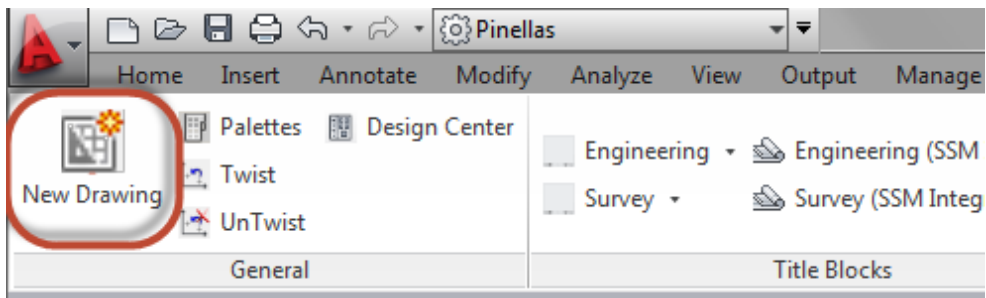 Pinellas
Home Insert Annotate Modify Analyze View Output Manage
Palettes Design Center
Engineering Engineering (SSM
Twist
New Drawing
Survey Survey (SSM Integ
UnTwist
General Title Blocks